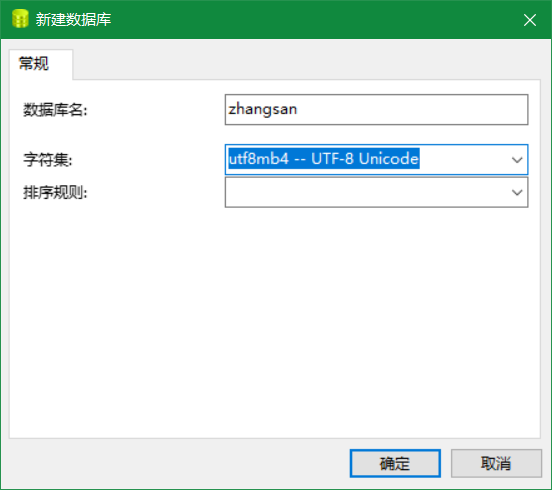 新建数据库
常规
数据库名: zhangsan
字符集: utf8mb4 -- UTF-8 Unicode
排序规则:
确定 取消